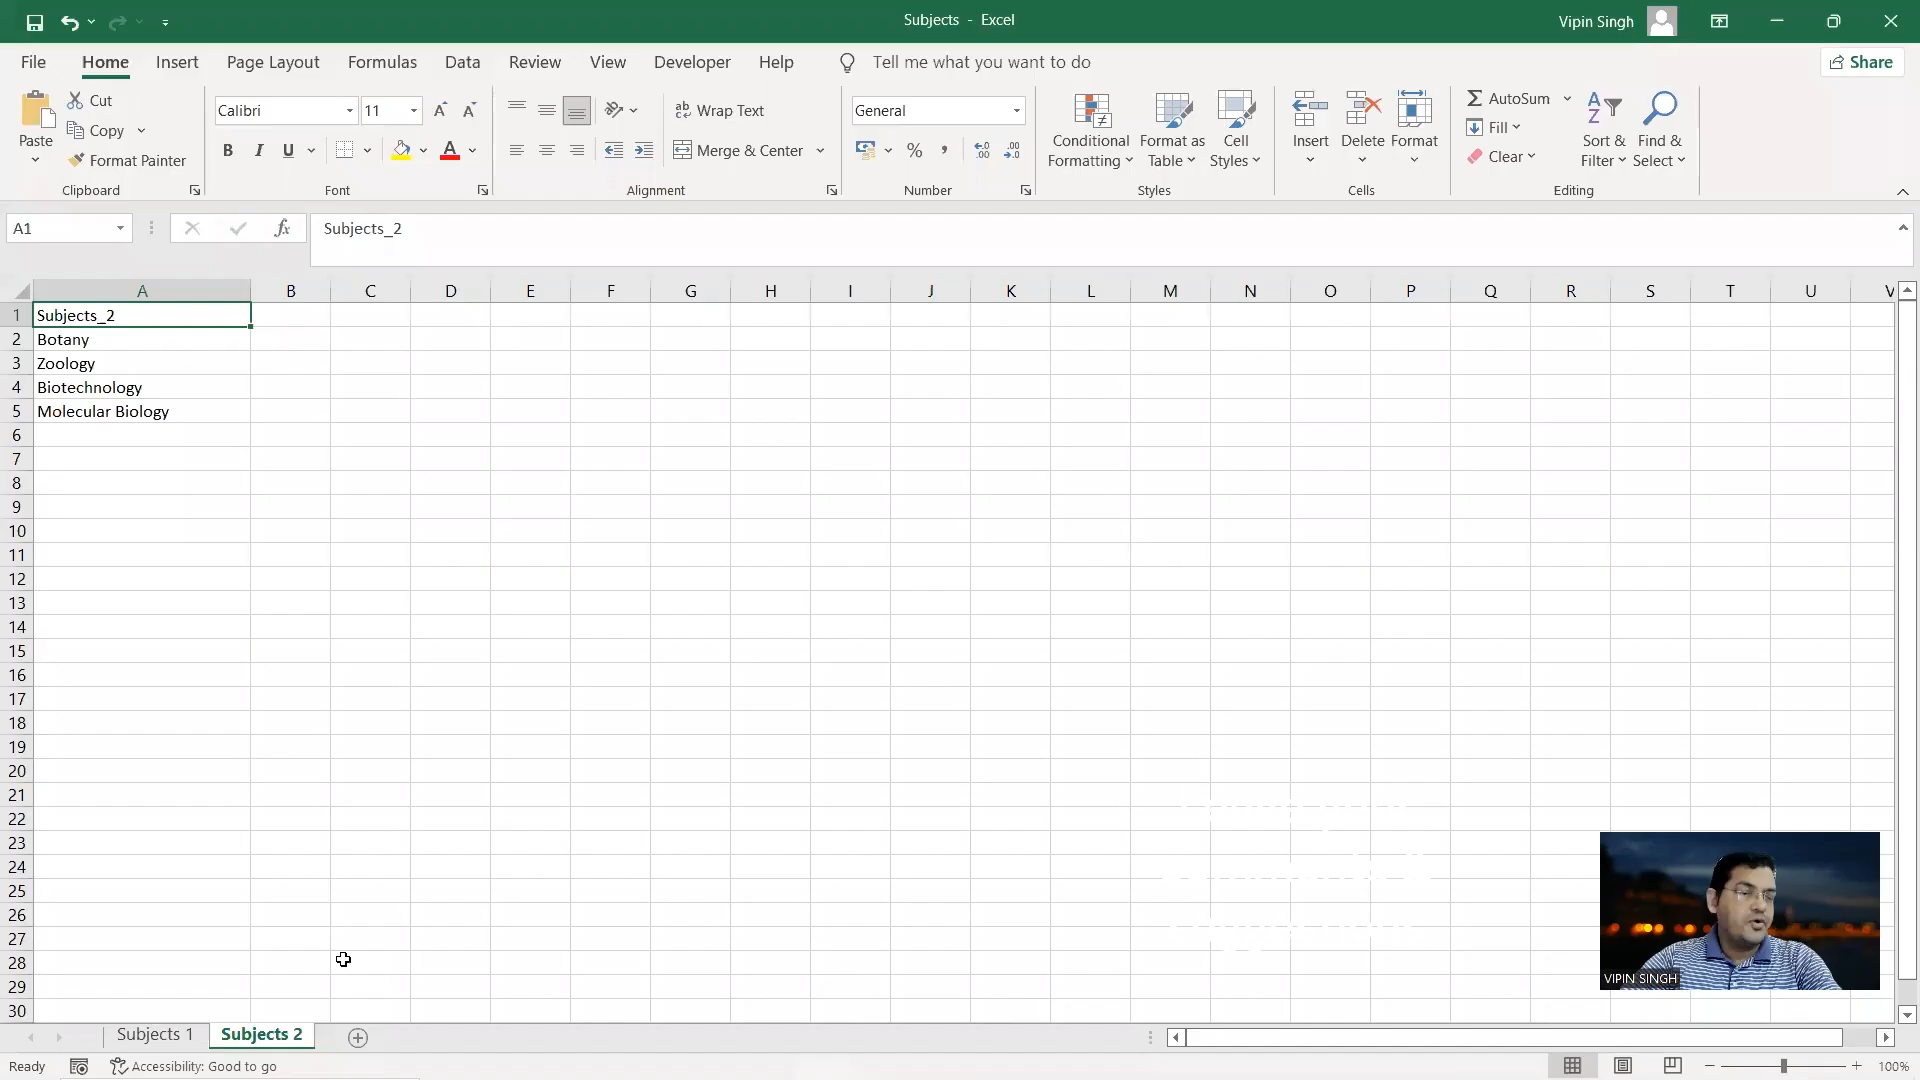 Subjects - Excel
Vipin Singh
File Home Insert Page Layout Formulas Data Developer Review View Help Tell me what you want to do
Share
Paste
Cut
Copy
Format Painter
Clipboard
Calibri 11
B I U A
Font
ab Wrap Text
Merge & Center
Alignment
General
% ,
Number
Conditional Formatting
Format as Table
Cell Styles
Styles
Insert Delete Format
Cells
AutoSum
Fill
Clear
Sort & Filter
Find & Select
Editing
A1
fx
Subjects_2
A B C D E F G H I J K L M N O P Q R S T U V
1 Subjects_2
2 Botany
3 Zoology
4 Biotechnology
5 Molecular Biology
6
7
8
9
10
11
12
13
14
15
16
17
18
19
20
21
22
23
24
25
26
27
28
29
30
VIPIN SINGH
Subjects 1 Subjects 2
Ready Accessibility: Good to go
100%